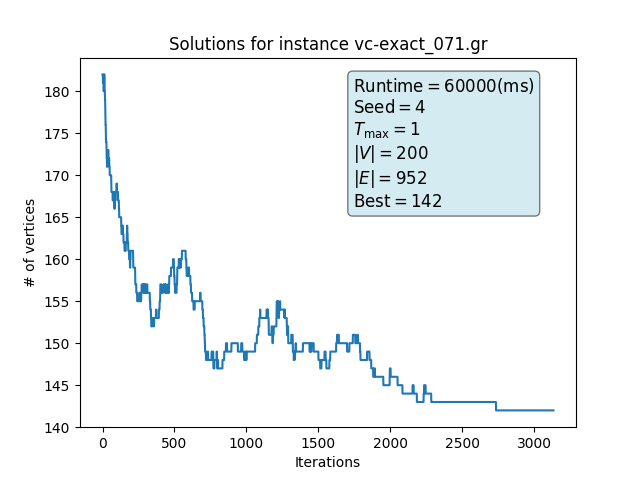 Solutions for instance vc-exact_071.gr
Runtime = 60000(ms)
Seed = 4
T_max = 1
|V| = 200
|E| = 952
Best = 142
# of vertices
180
175
170
165
160
155
150
145
140
0 500 1000 1500 2000 2500 3000
Iterations